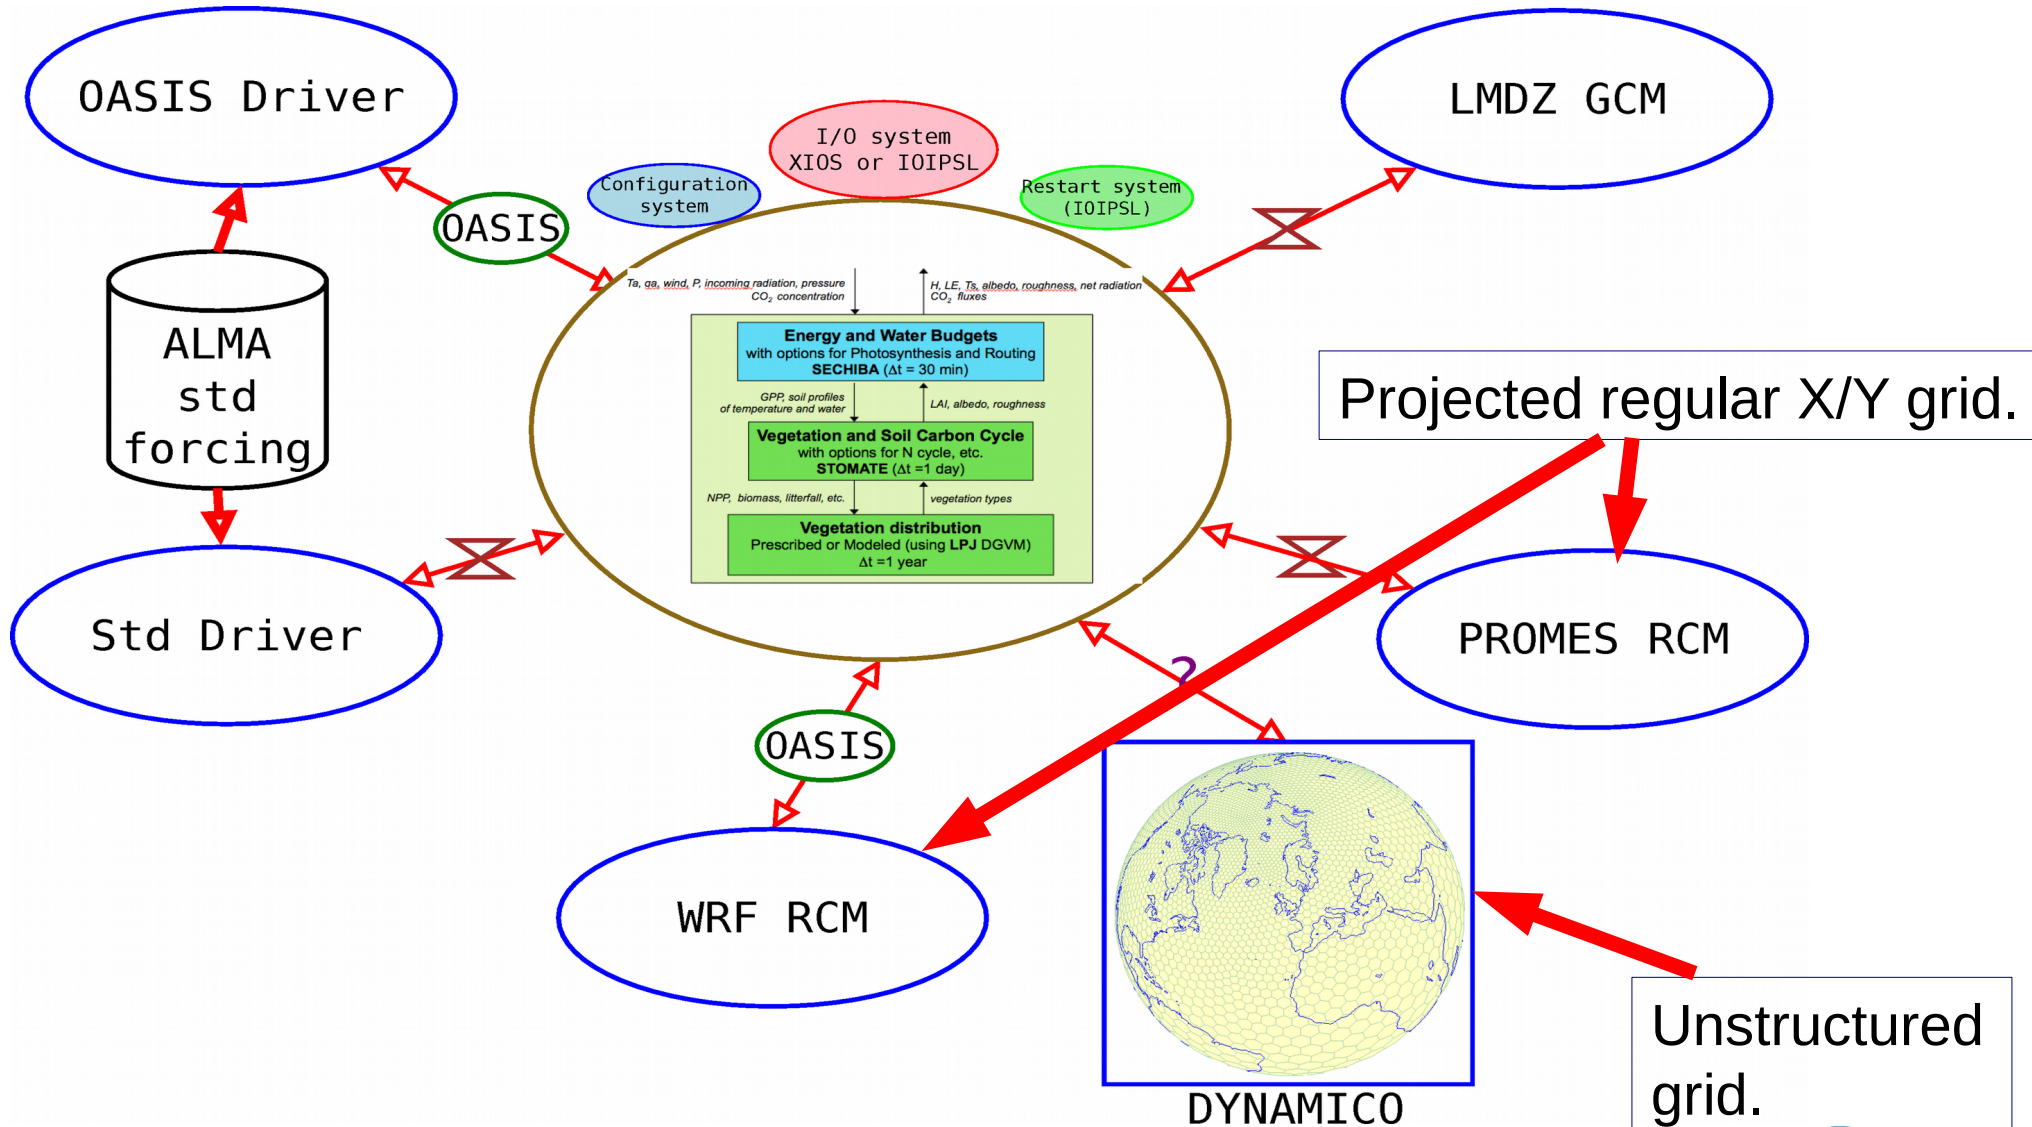 OASIS Driver
LMDZ GCM
I/O system
XIOS or IOIPSL
Configuration
system
Restart system
(IOIPSL)
OASIS
Ta, qa, wind, P, incoming radiation, pressure
CO2 concentration
H, LE, Ts, albedo, roughness, net radiation
CO2 fluxes
ALMA
std
forcing
Energy and Water Budgets
with options for Photosynthesis and Routing
SECHIBA (Δt = 30 min)
GPP, soil profiles
of temperature and water
LAI, albedo, roughness
Vegetation and Soil Carbon Cycle
with options for N cycle, etc.
STOMATE (Δt =1 day)
NPP, biomass, litterfall, etc.
vegetation types
Vegetation distribution
Prescribed or Modeled (using LPJ DGVM)
Δt =1 year
Projected regular X/Y grid.
Std Driver
PROMES RCM
?
OASIS
WRF RCM
DYNAMICO
Unstructured
grid.